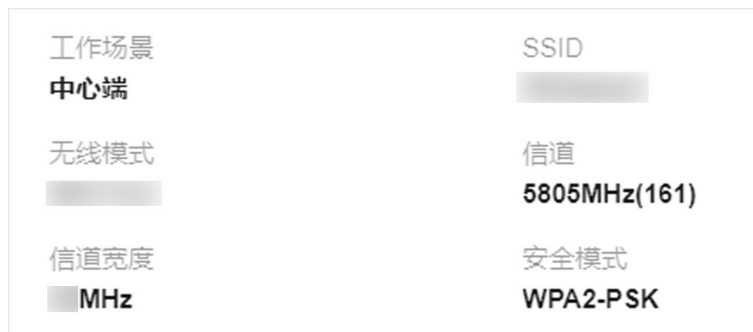 工作场景
SSID
中心端
无线模式
信道
5805MHz(161)
信道宽度
安全模式
MHz
WPA2-PSK